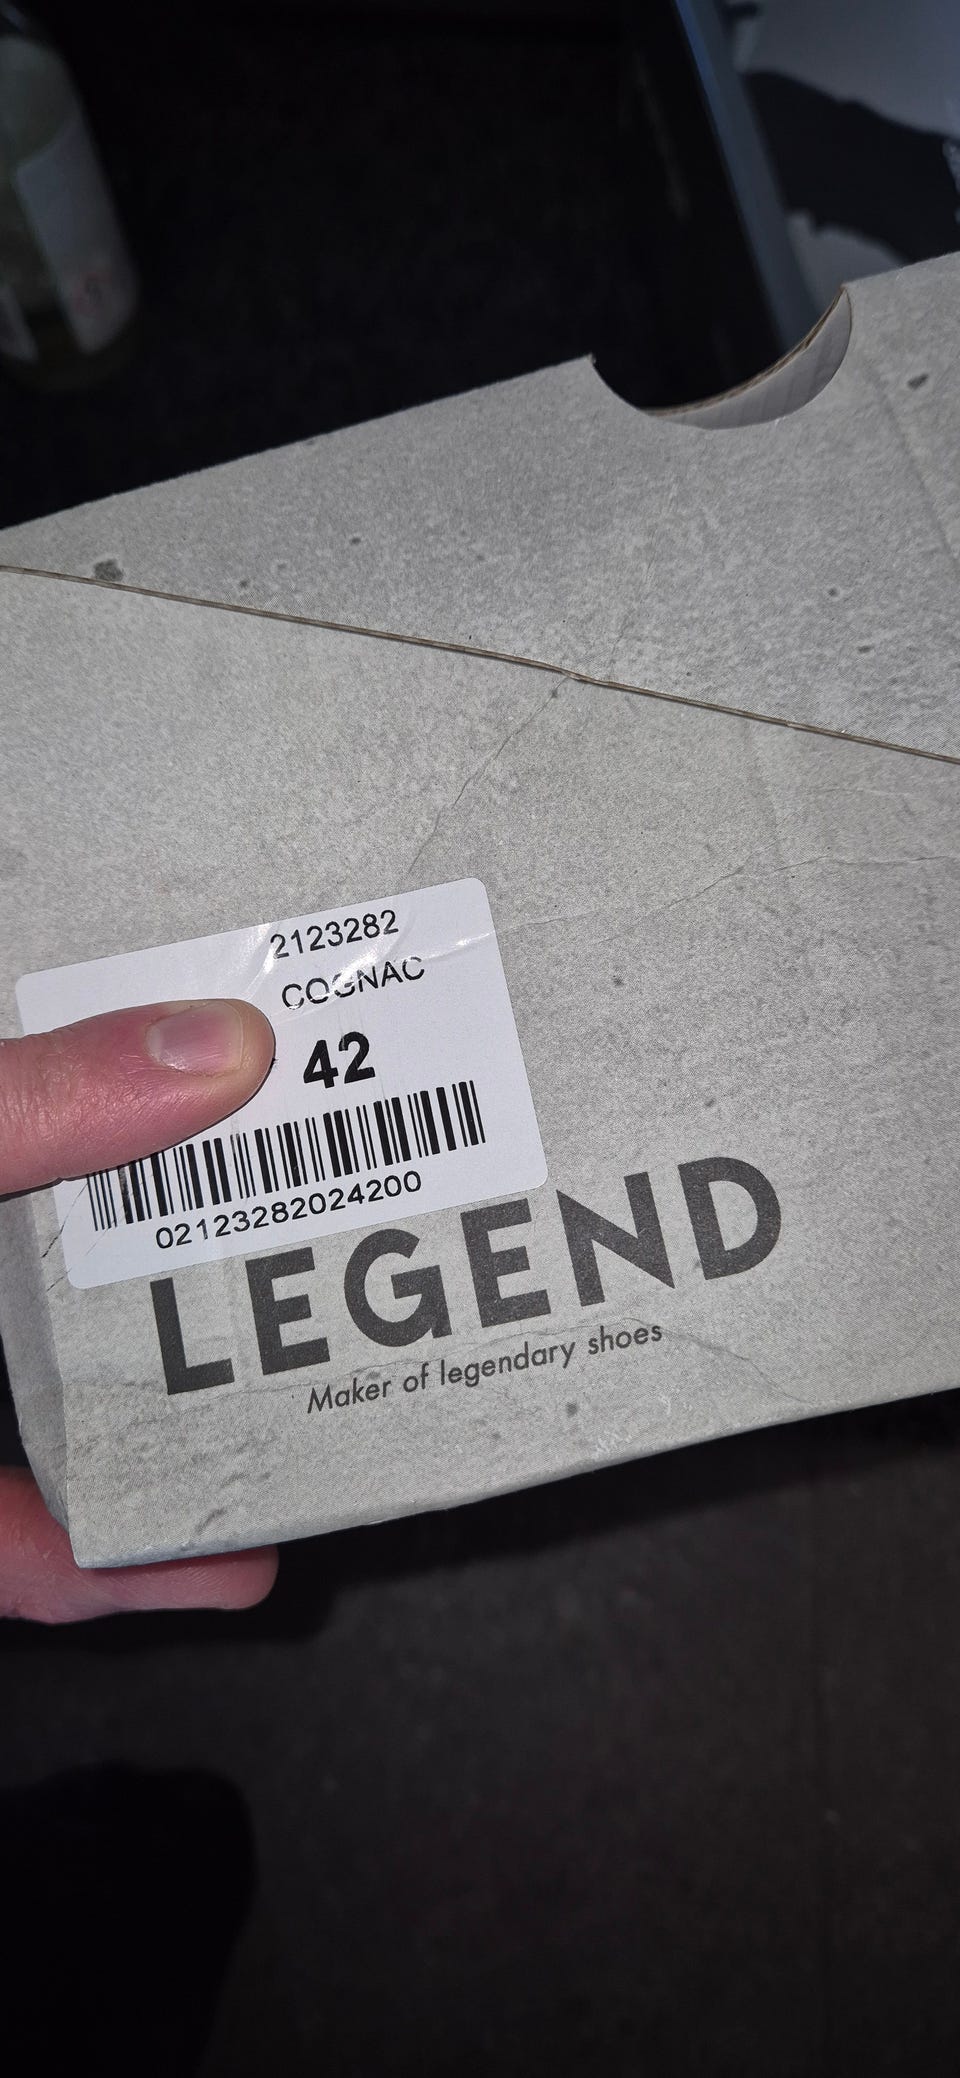 2123282
COGNAC
42
02123282024200
LEGEND
Maker of legendary shoes